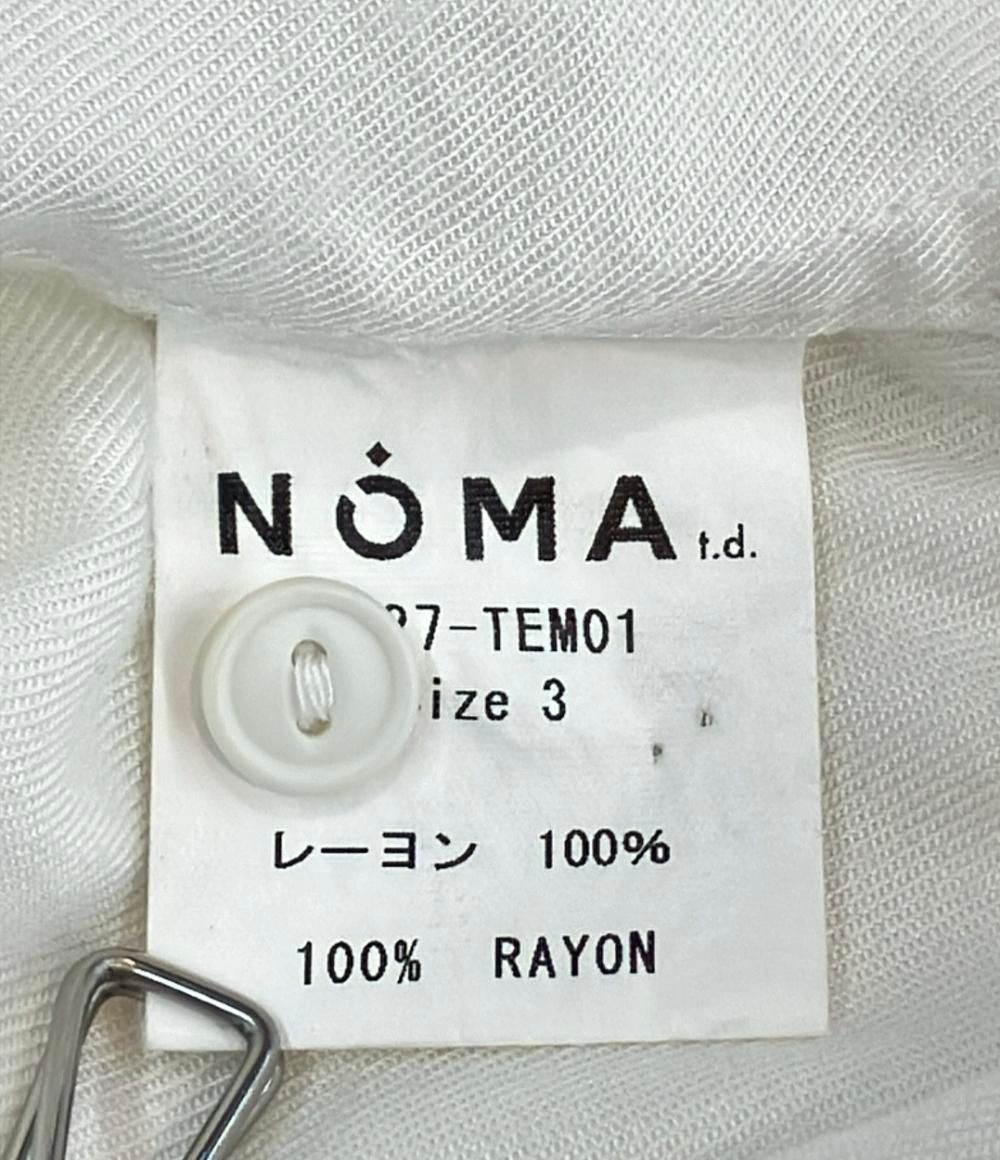 NOMA t.d.
7-TEM01
ize 3
レーヨン 100%
100% RAYON